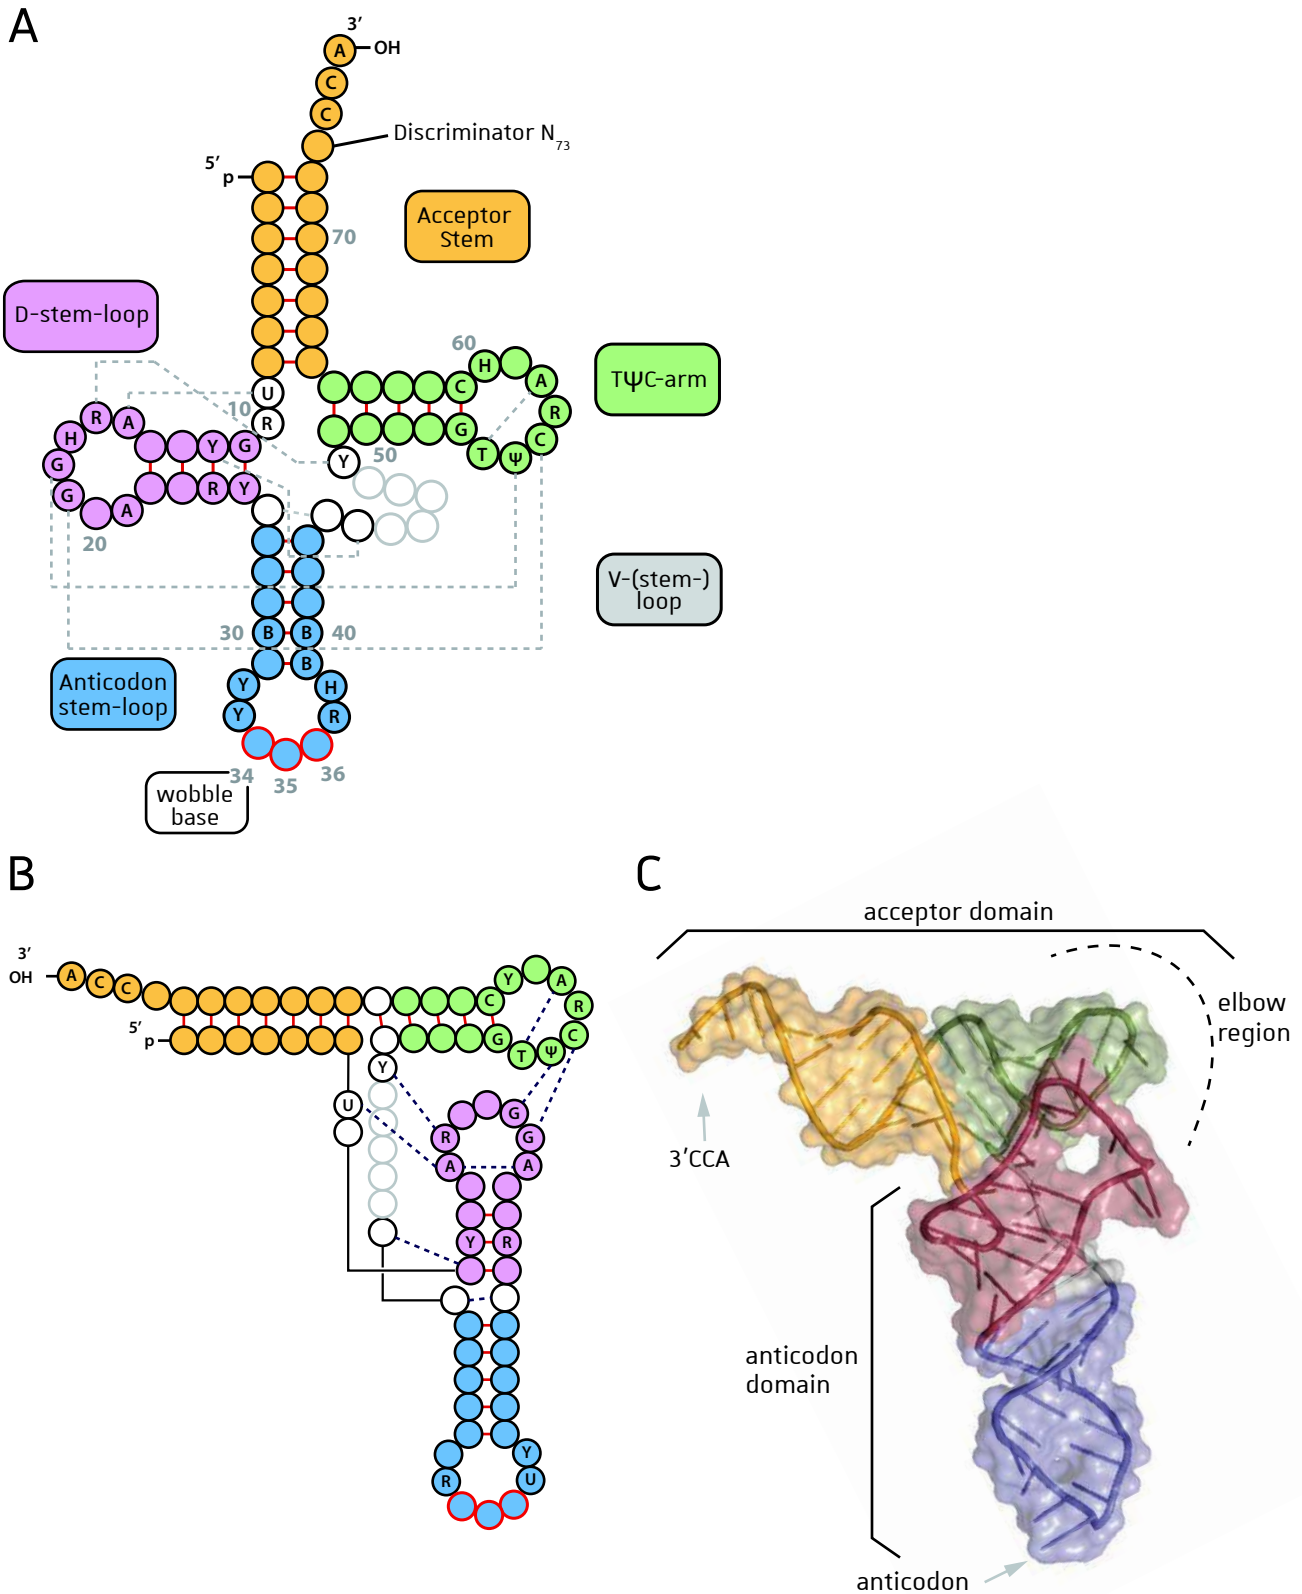 A
3′
A
OH
C
C
Discriminator N73
5′
p
Acceptor
Stem
70
D-stem-loop
60
H
U
C
A
TΨC-arm
10
R
A
R
R
H
Y
G
G
C
G
Y
50
T
Ψ
G
R
Y
A
20
V-(stem-)
loop
30
B
B
40
B
Anticodon
stem-loop
Y
H
Y
R
34
36
35
wobble
base
B
C
acceptor domain
3′
OH
A
C
C
Y
A
C
R
elbow
region
5′
p
G
C
T
Ψ
Y
U
G
R
G
3′CCA
A
A
Y
R
anticodon
domain
Y
R
U
anticodon